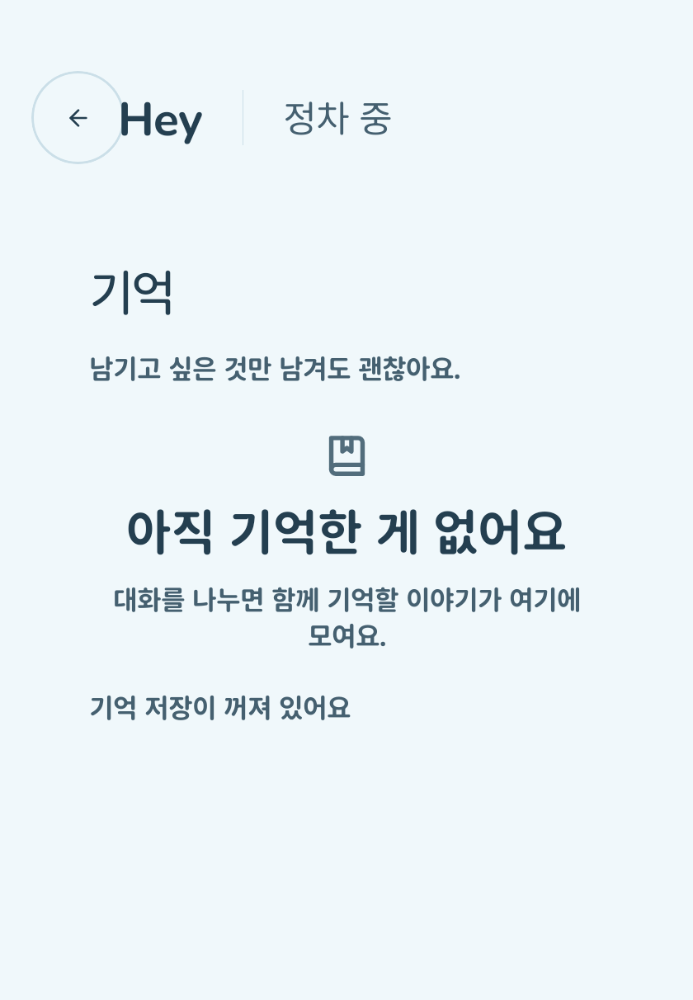 Hey 정차 중
기억
남기고 싶은 것만 남겨도 괜찮아요.
아직 기억한 게 없어요
대화를 나누면 함께 기억할 이야기가 여기에
모여요.
기억 저장이 꺼져 있어요